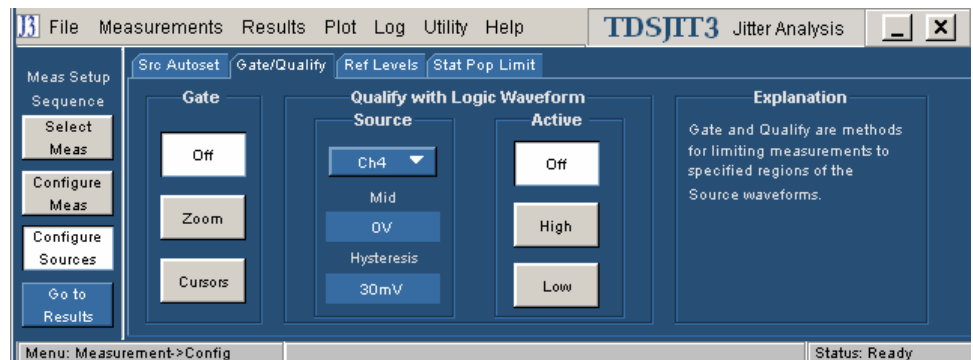 J3 File Measurements Results Plot Log Utility Help TDSJIT3 Jitter Analysis
Src Autoset Gate/Qualify Ref Levels Stat Pop Limit
Meas Setup
Sequence
Select
Meas
Configure
Meas
Configure
Sources
Go to
Results
Gate
Off
Zoom
Cursors
Qualify with Logic Waveform
Source
Ch4
Mid
0V
Hysteresis
30mV
Active
Off
High
Low
Explanation
Gate and Qualify are methods
for limiting measurements to
specified regions of the
Source waveforms.
Menu: Measurement->Config Status: Ready